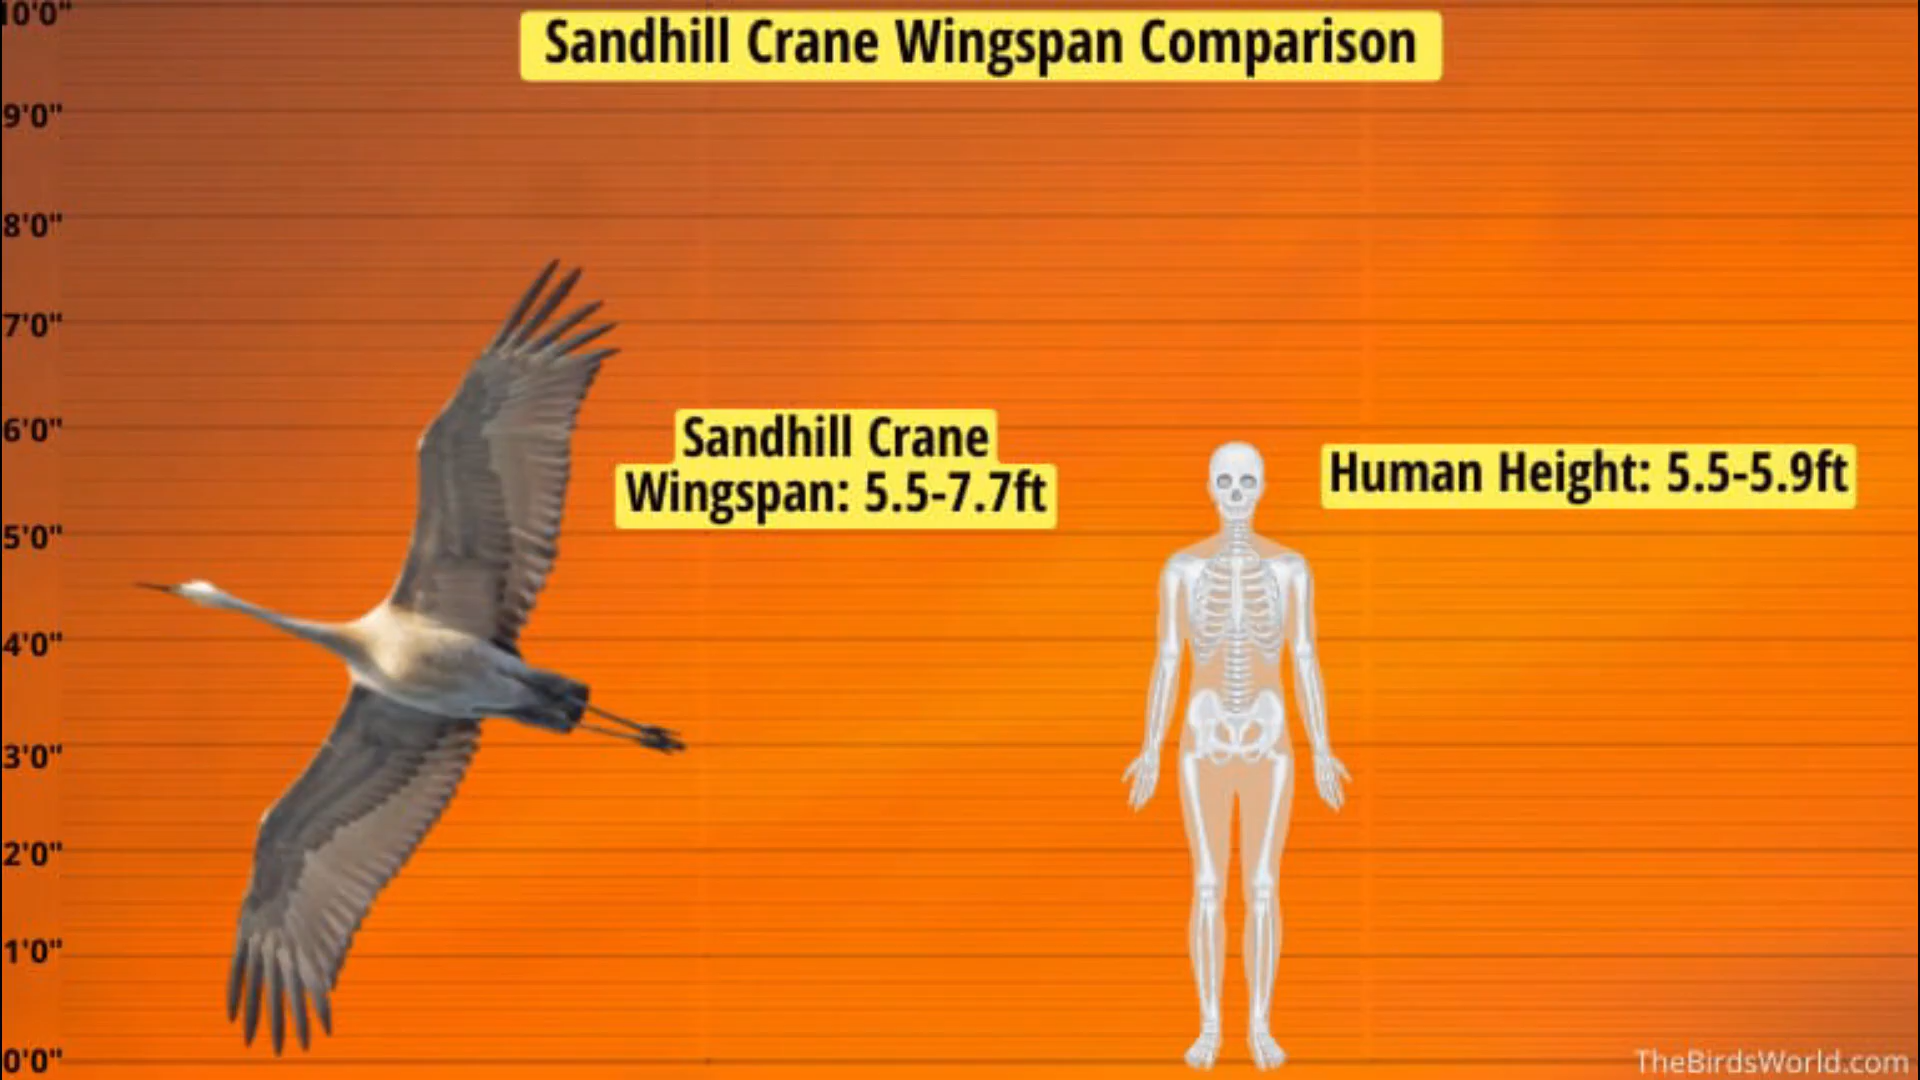 Sandhill Crane Wingspan Comparison
10'0"
9'0"
8'0"
7'0"
6'0"
5'0"
4'0"
3'0"
2'0"
1'0"
0'0"
Sandhill Crane
Wingspan: 5.5-7.7ft
Human Height: 5.5-5.9ft
TheBirdsWorld.com